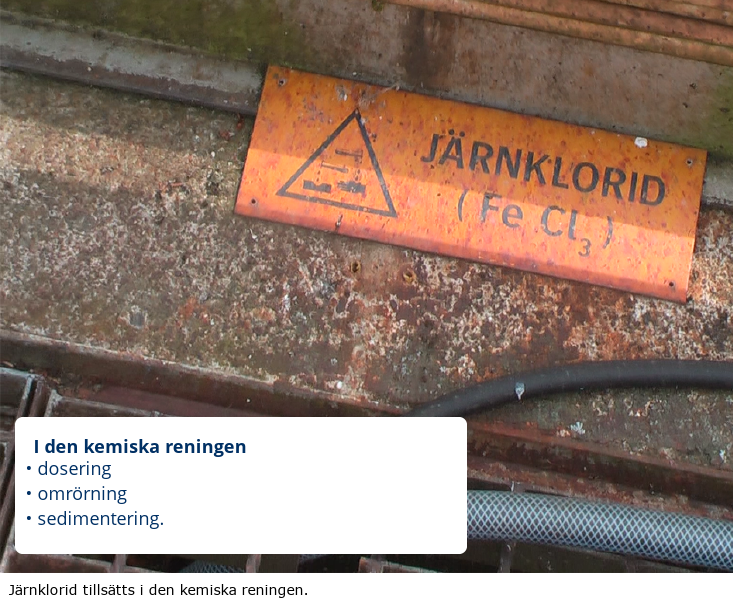 JÄRNKLORID
(Fe Cl₃)
I den kemiska reningen
• dosering
• omrörning
• sedimentering.
Järnklorid tillsätts i den kemiska reningen.